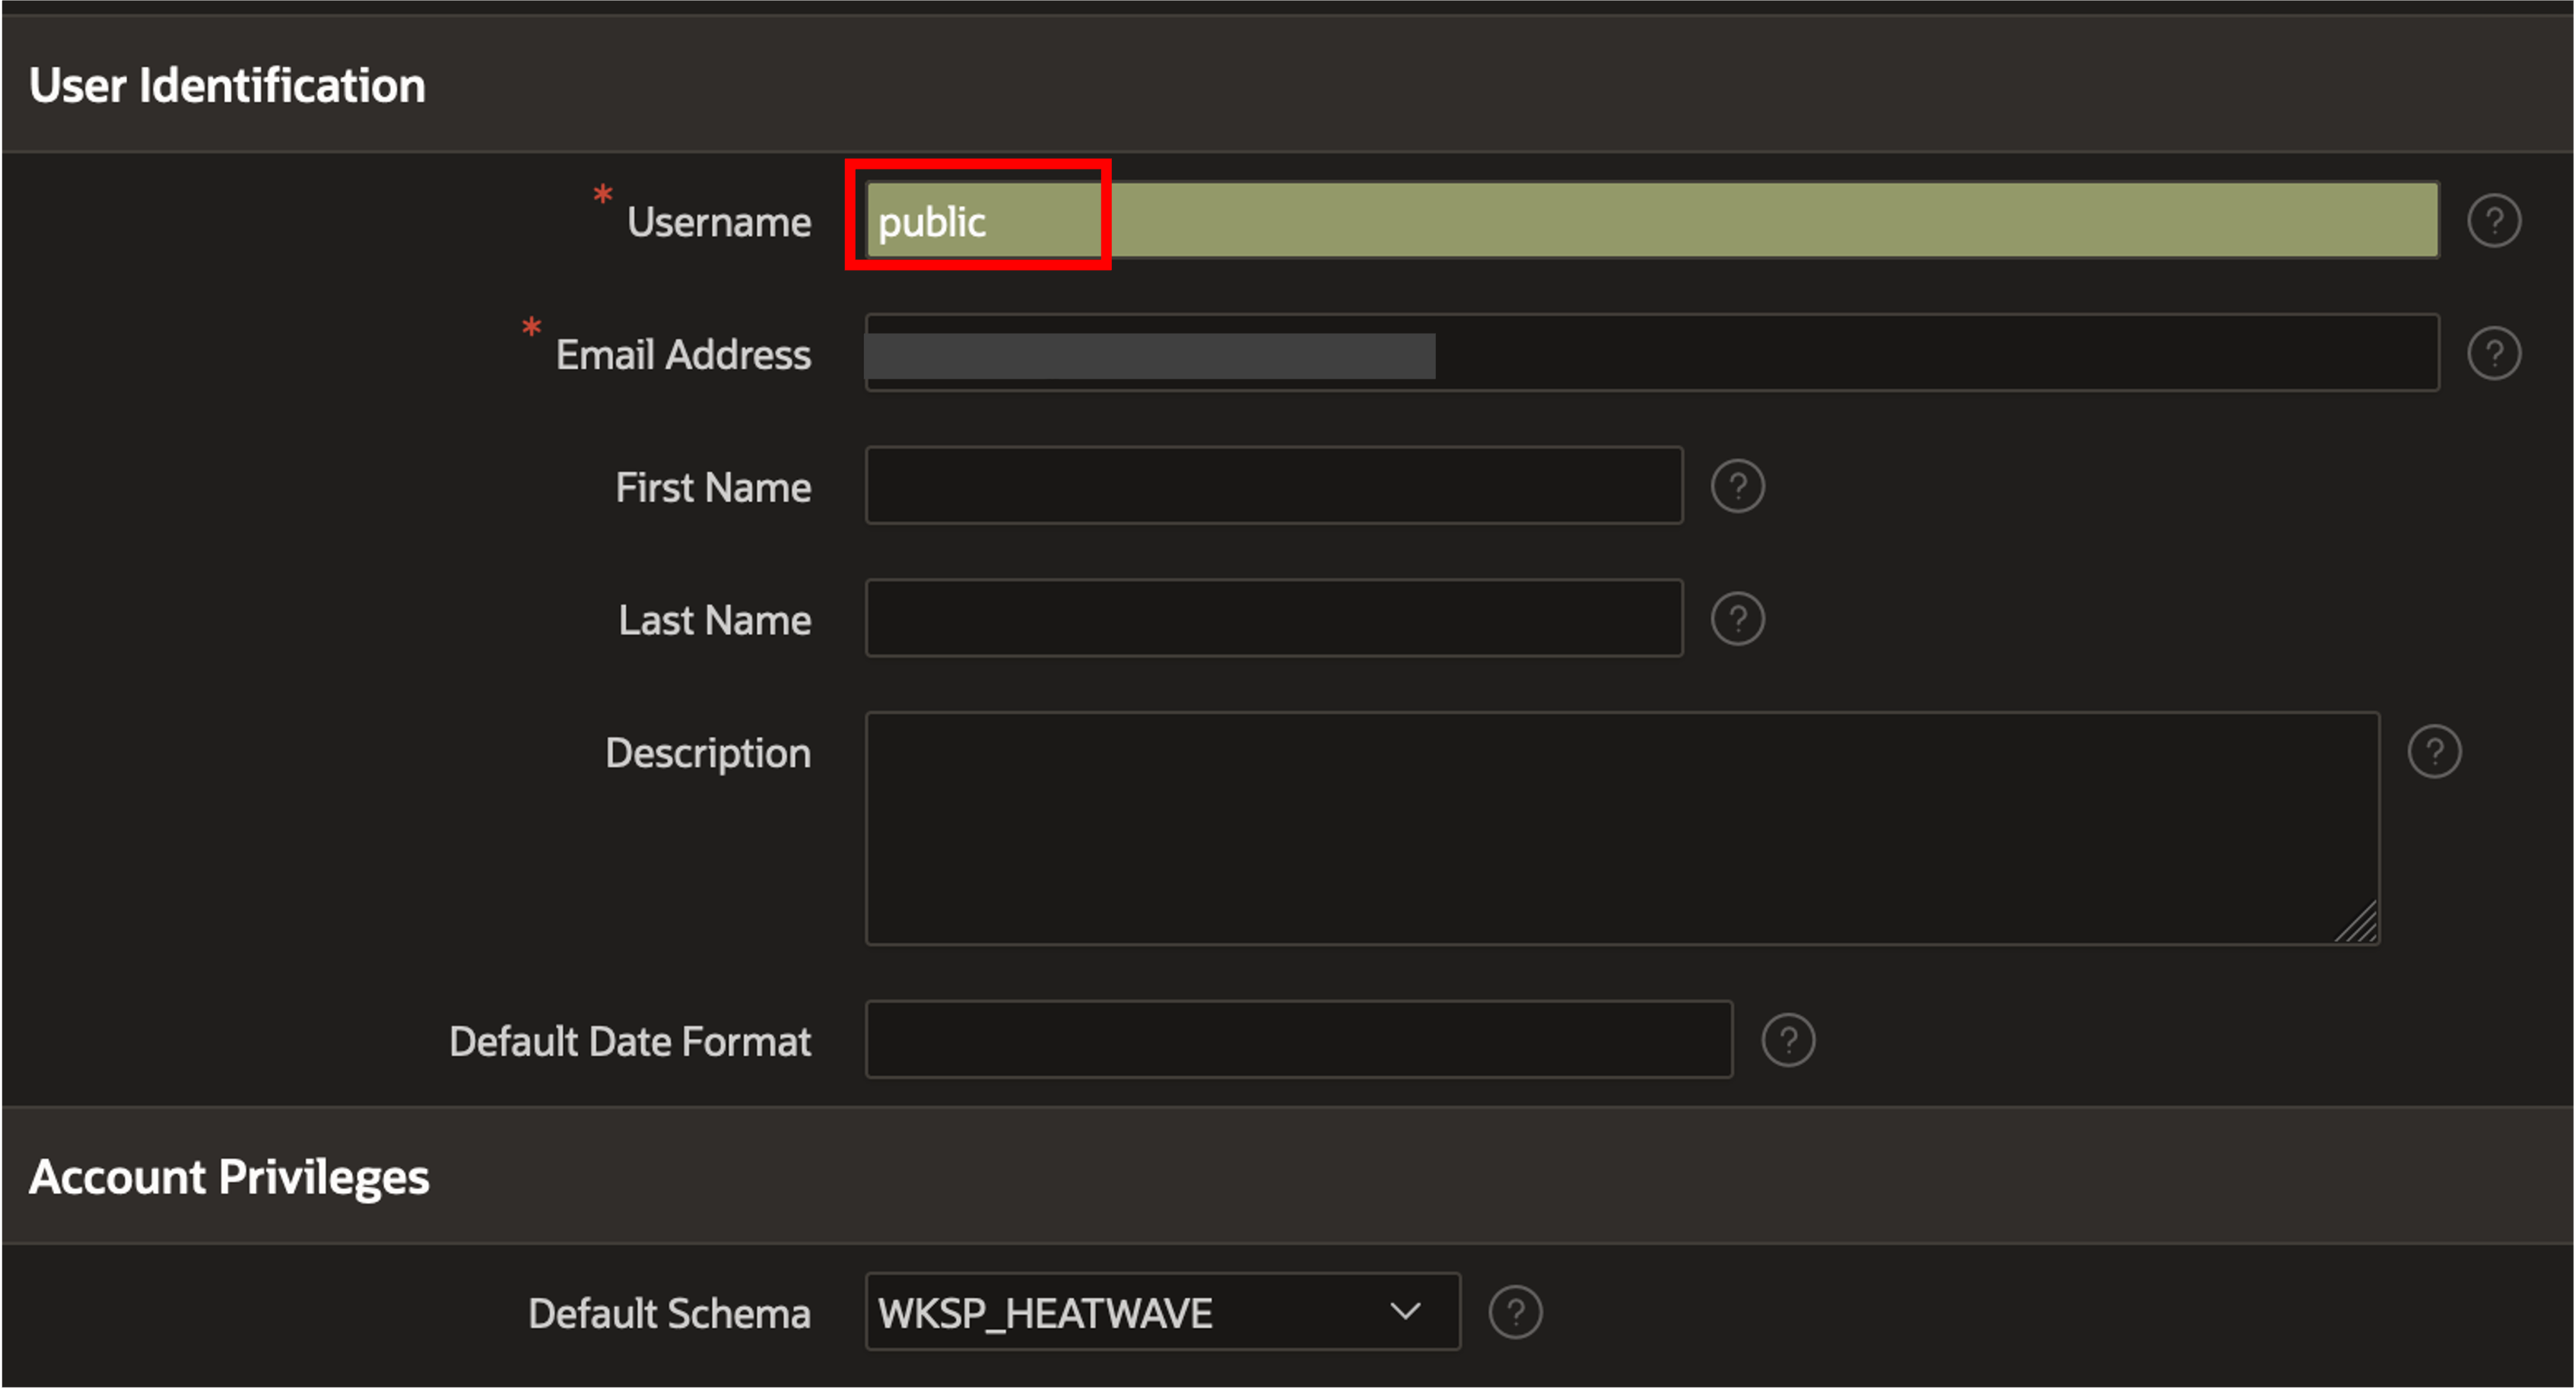 User Identification
* Username public ?
* Email Address ?
First Name ?
Last Name ?
Description ?
Default Date Format ?
Account Privileges
Default Schema WKSP_HEATWAVE ?